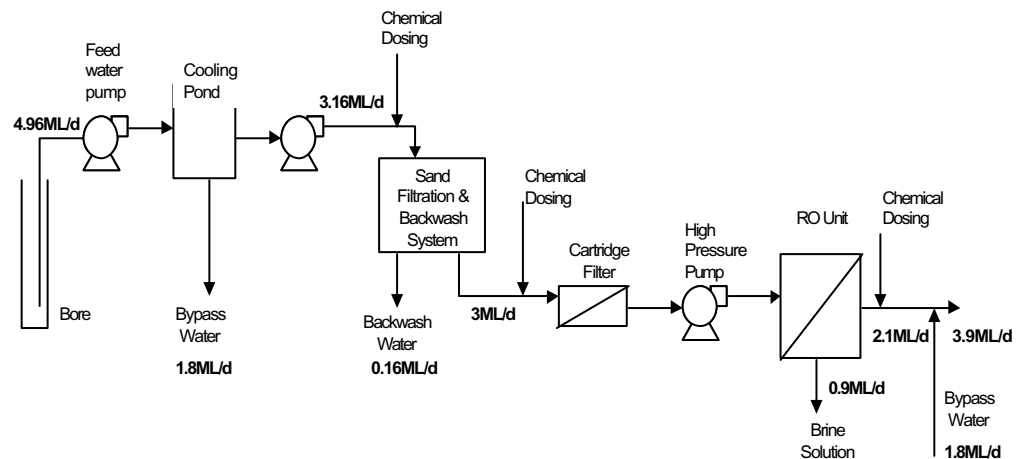 Chemical
Dosing
Feed
water
pump
Cooling
Pond
4.96ML/d
3.16ML/d
Sand
Filtration &
Backwash
System
Chemical
Dosing
Cartridge
Filter
High
Pressure
Pump
RO Unit
Chemical
Dosing
Bore
Bypass
Water
1.8ML/d
Backwash
Water
0.16ML/d
3ML/d
2.1ML/d
3.9ML/d
0.9ML/d
Brine
Solution
Bypass
Water
1.8ML/d